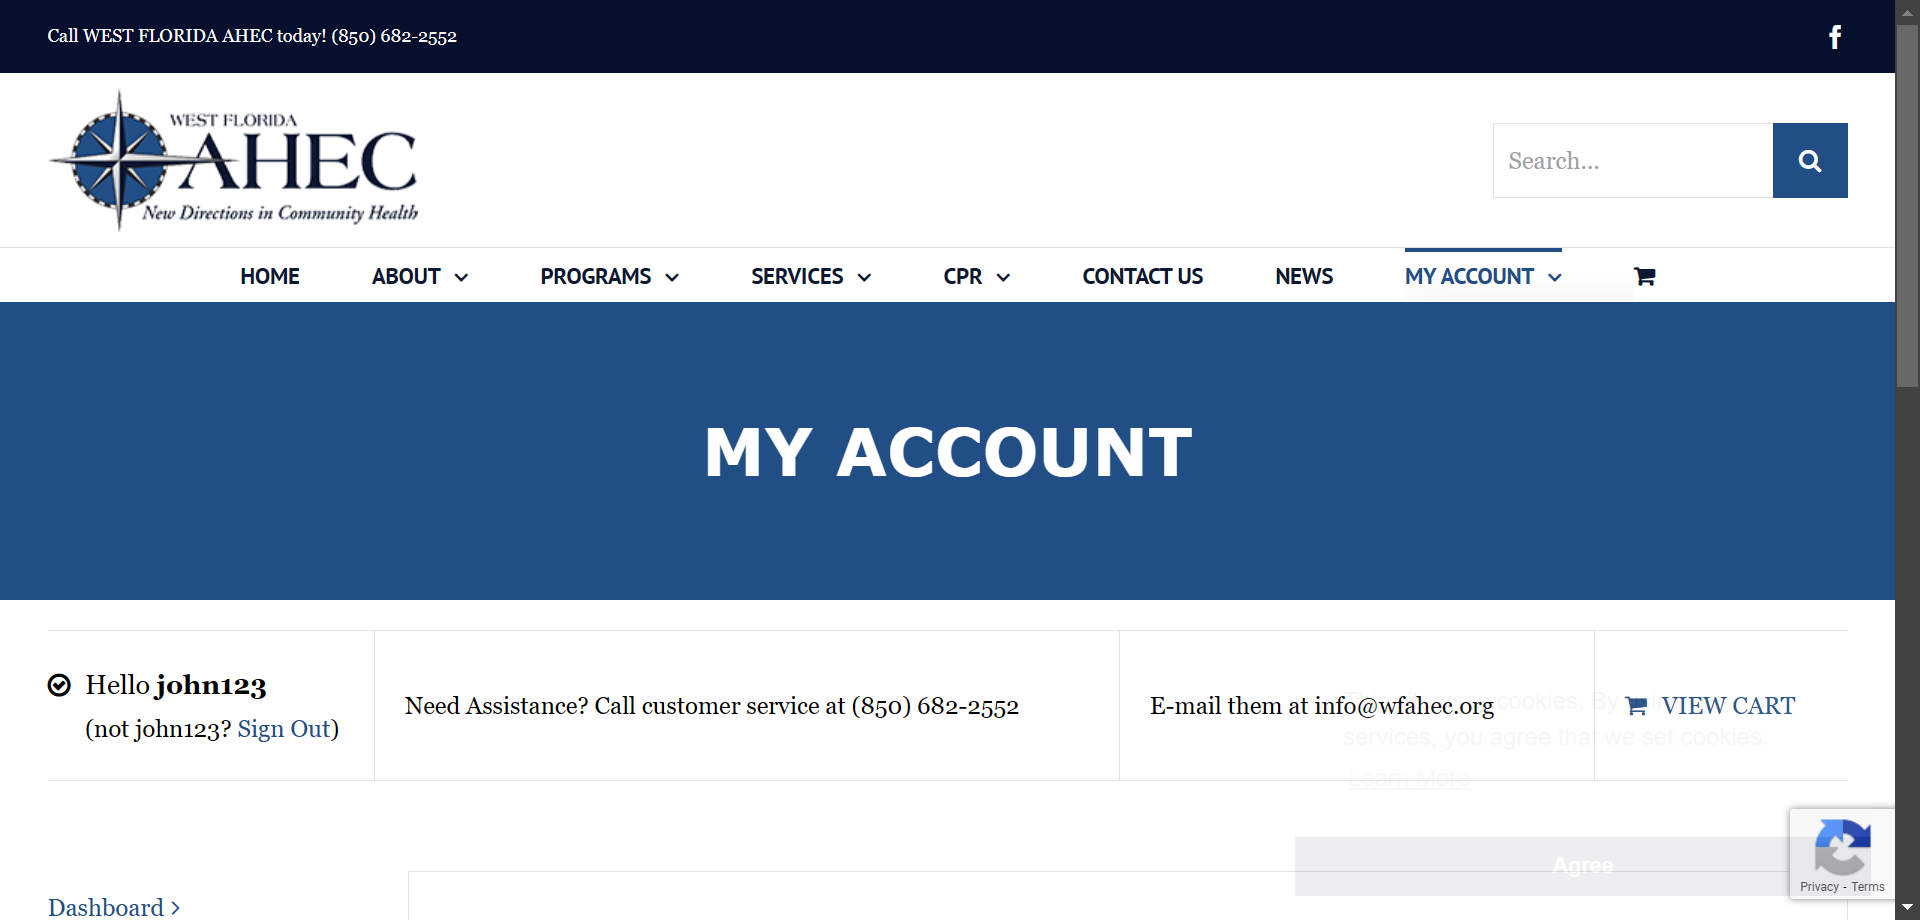 Call WEST FLORIDA AHEC today! (850) 682-2552
WEST FLORIDA
AHEC
New Directions in Community Health
Search...
HOME
ABOUT
PROGRAMS
SERVICES
CPR
CONTACT US
NEWS
MY ACCOUNT
MY ACCOUNT
Hello john123
(not john123? Sign Out)
Need Assistance? Call customer service at (850) 682-2552
E-mail them at info@wfahec.org
VIEW CART
cookies. By
services, you agree that we set cookies.
Learn More
Agree
Privacy - Terms
Dashboard